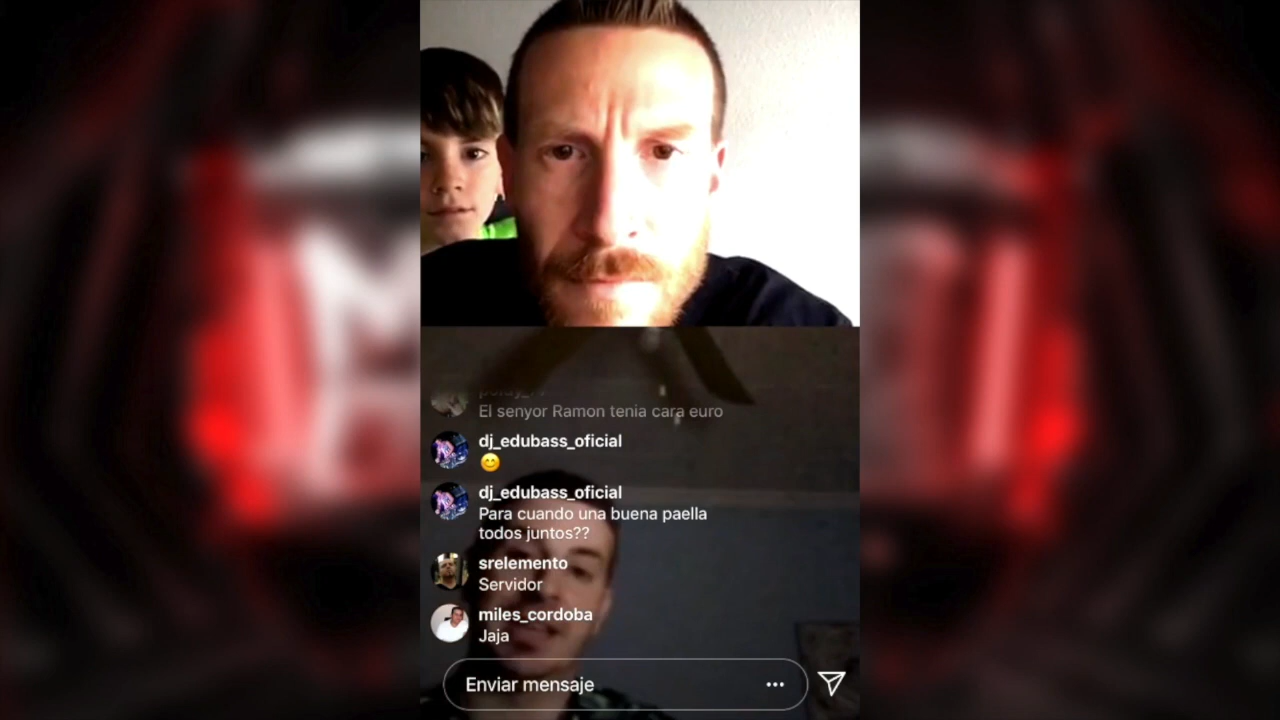 El senyor Ramon tenia cara euro
dj_edubass_oficial
😊
dj_edubass_oficial
Para cuando una buena paella
todos juntos??
srelemento
Servidor
miles_cordoba
Jaja
Enviar mensaje